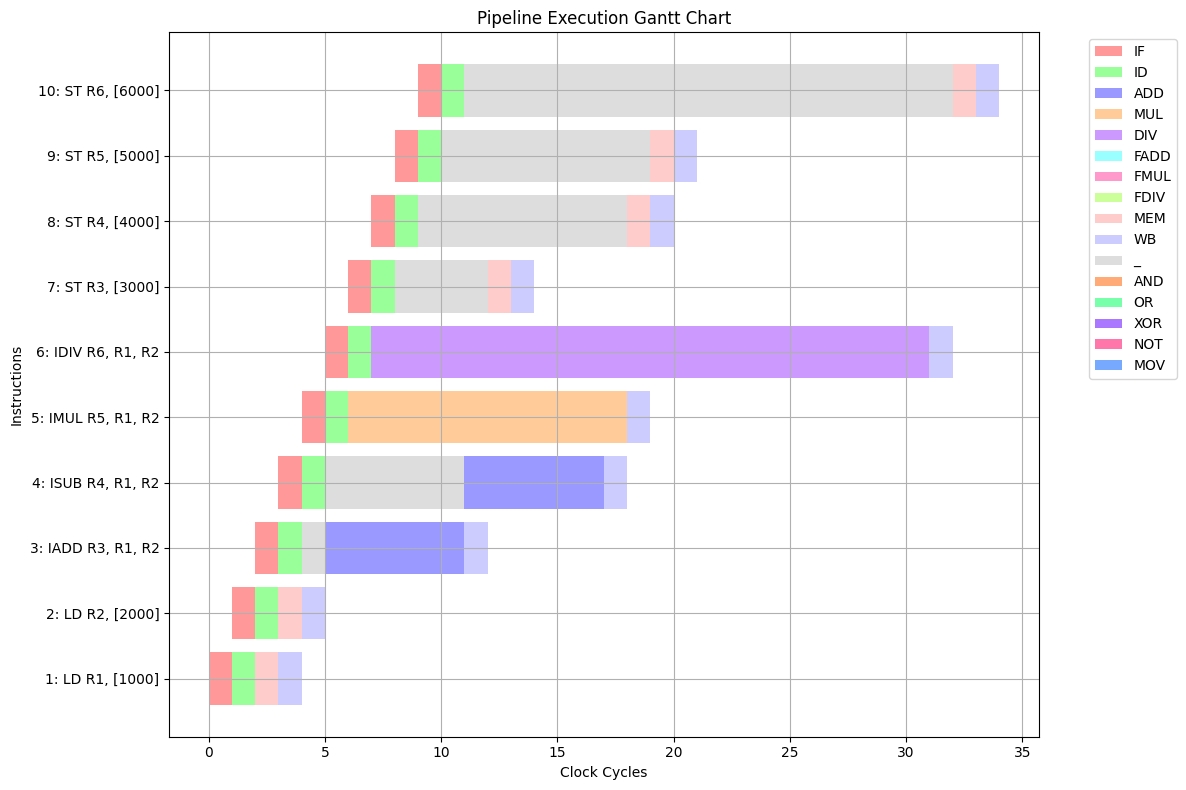 Pipeline Execution Gantt Chart
Instructions
10: ST R6, [6000]
9: ST R5, [5000]
8: ST R4, [4000]
7: ST R3, [3000]
6: IDIV R6, R1, R2
5: IMUL R5, R1, R2
4: ISUB R4, R1, R2
3: IADD R3, R1, R2
2: LD R2, [2000]
1: LD R1, [1000]
0 5 10 15 20 25 30 35
Clock Cycles
IF
ID
ADD
MUL
DIV
FADD
FMUL
FDIV
MEM
WB
_
AND
OR
XOR
NOT
MOV